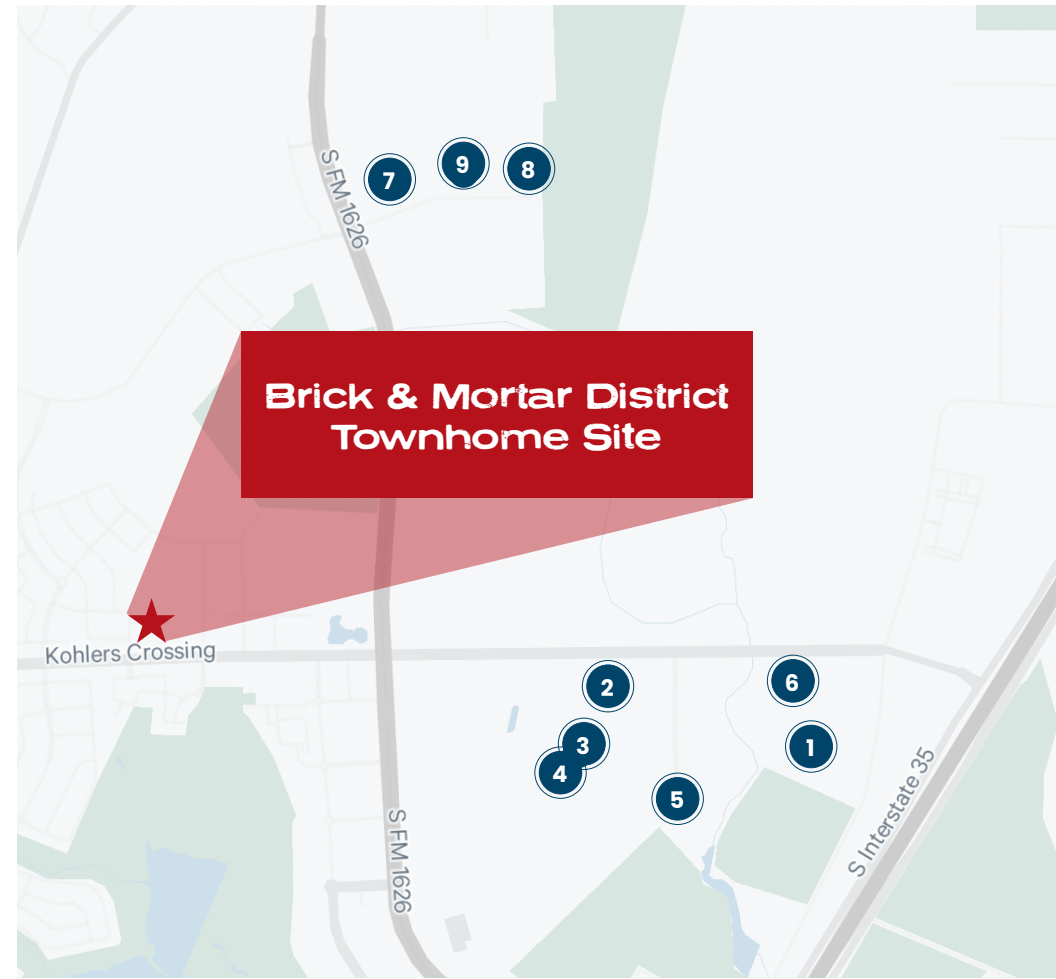 S FM 1626
7
9
8
Brick & Mortar District
Townhome Site
Kohlers Crossing
2
6
3
1
4
5
S Interstate 35
S FM 1626